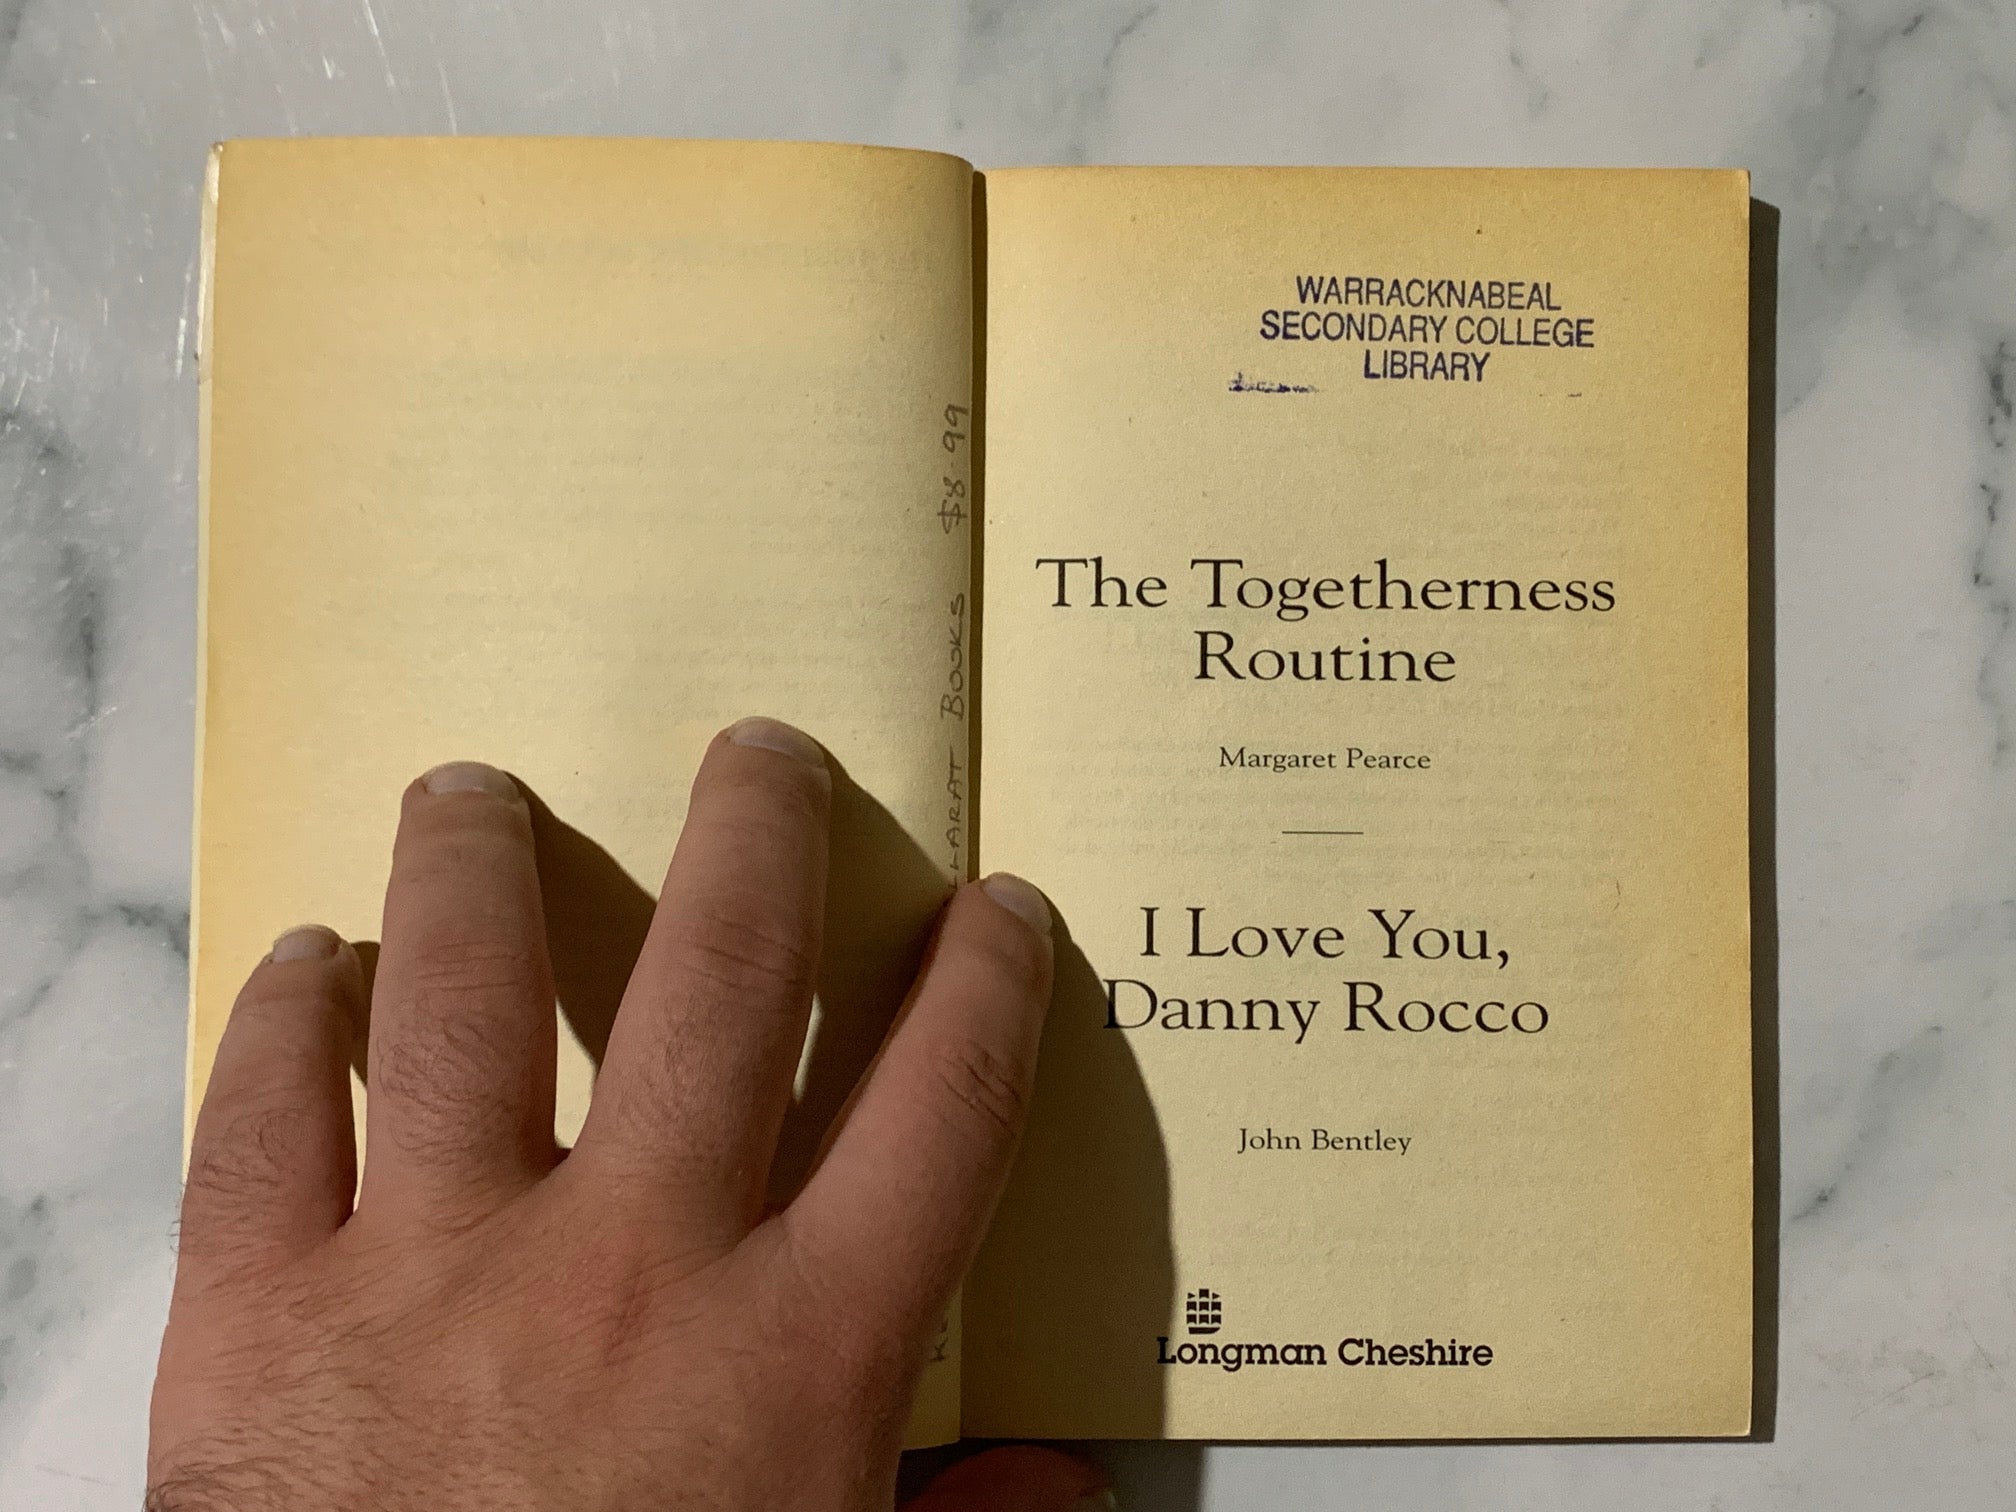 LLARAT BOOKS $8.99
WARRACKNABEAL
SECONDARY COLLEGE
LIBRARY
The Togetherness
Routine
Margaret Pearce
I Love You,
Danny Rocco
John Bentley
Longman Cheshire